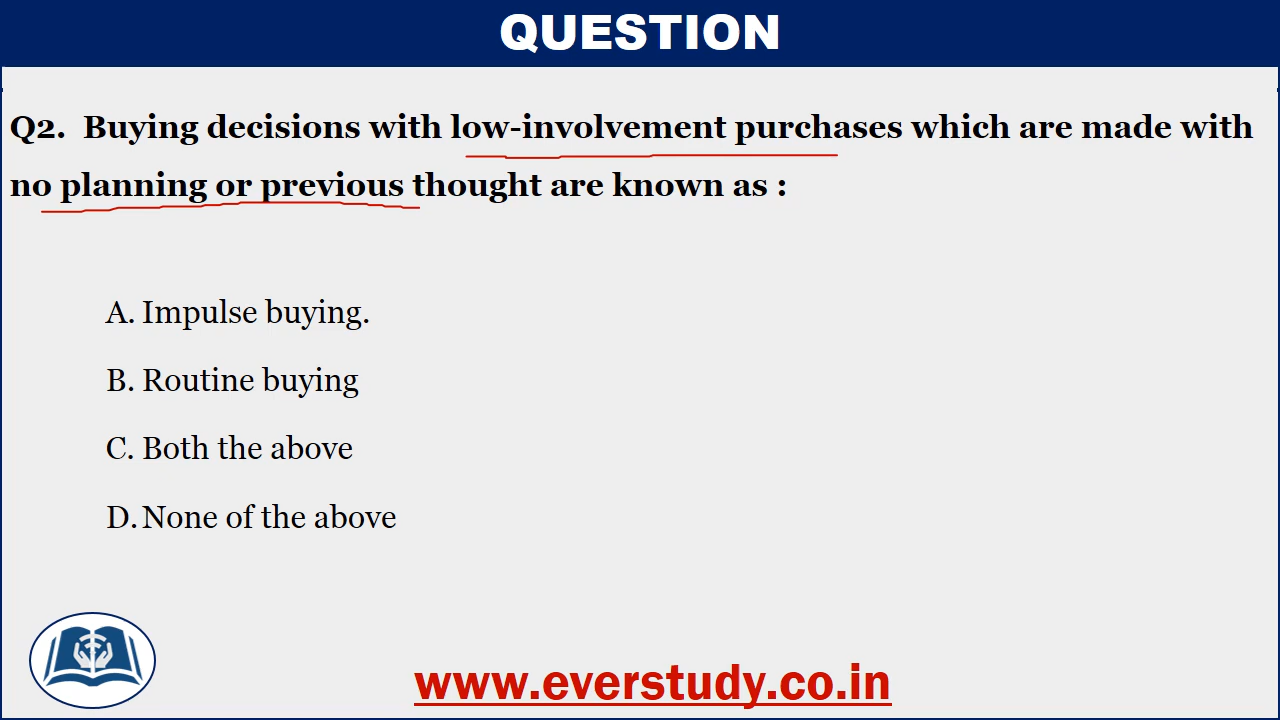 QUESTION
Q2. Buying decisions with low-involvement purchases which are made with
no planning or previous thought are known as :
A. Impulse buying.
B. Routine buying
C. Both the above
D. None of the above
www.everstudy.co.in